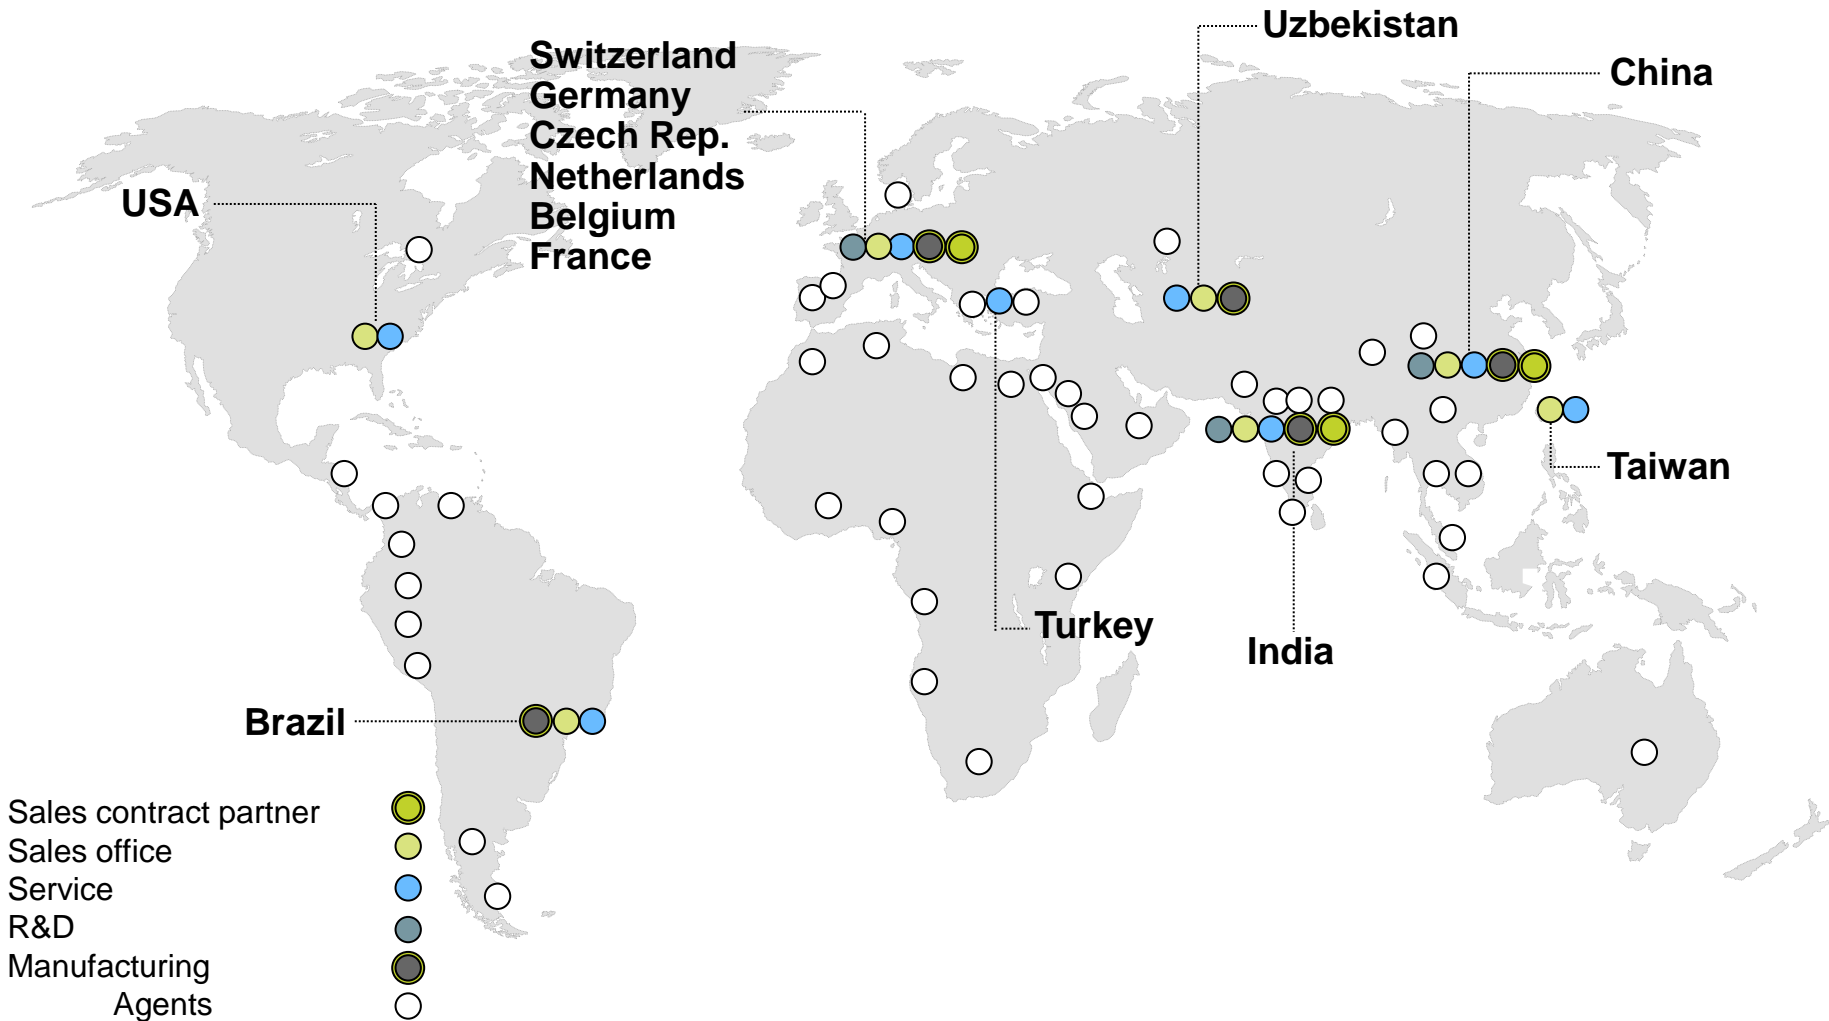 Uzbekistan
Switzerland
Germany
Czech Rep.
Netherlands
Belgium
France
China
USA
Taiwan
Turkey
India
Brazil
Sales contract partner
Sales office
Service
R&D
Manufacturing
Agents